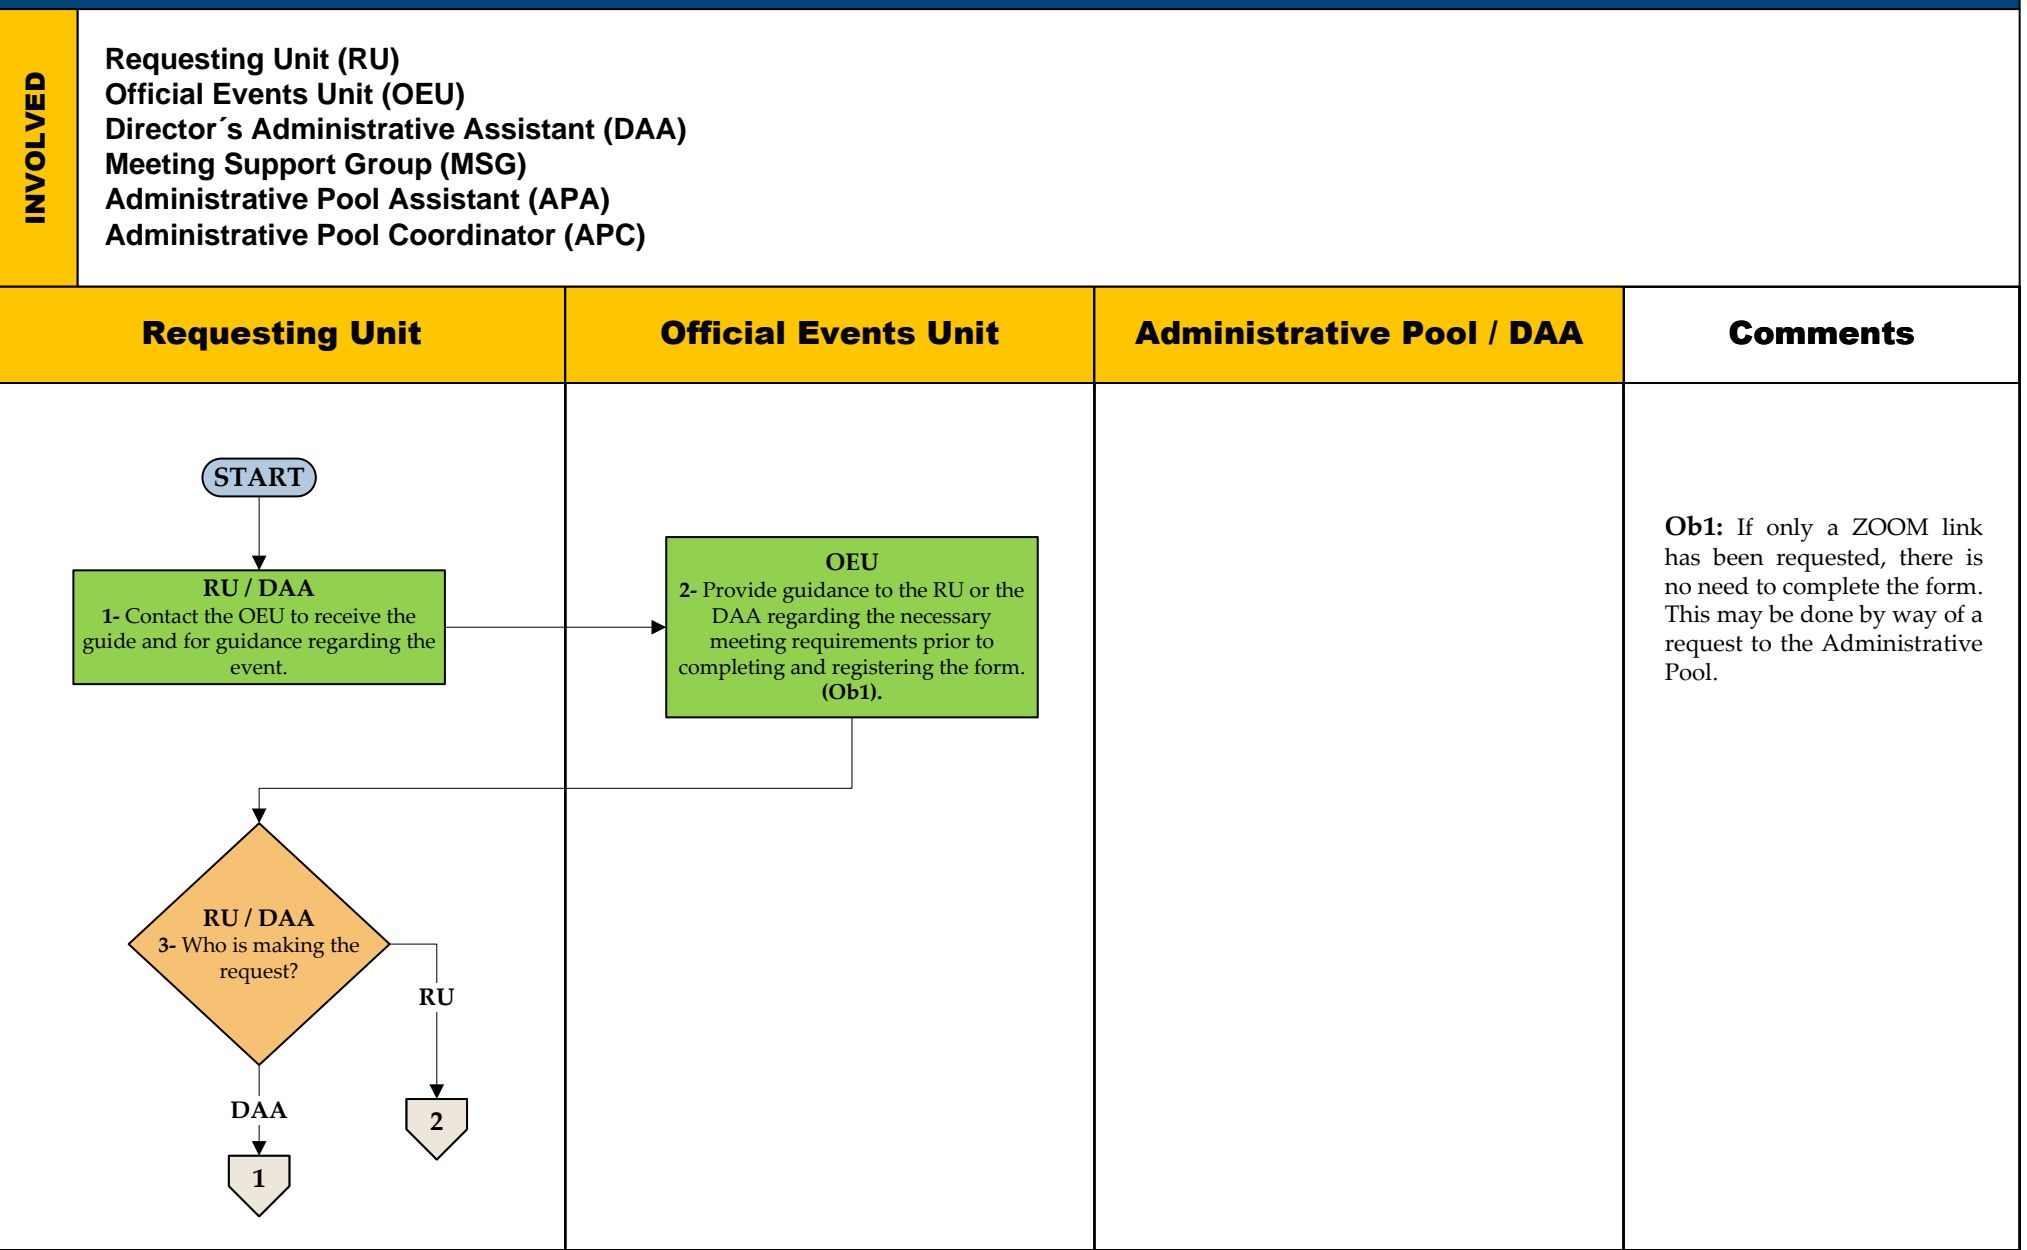 INVOLVED
Requesting Unit (RU)
Official Events Unit (OEU)
Director´s Administrative Assistant (DAA)
Meeting Support Group (MSG)
Administrative Pool Assistant (APA)
Administrative Pool Coordinator (APC)
Requesting Unit
Official Events Unit
Administrative Pool / DAA
Comments
START
RU / DAA
1- Contact the OEU to receive the
guide and for guidance regarding the
event.
OEU
2- Provide guidance to the RU or the
DAA regarding the necessary
meeting requirements prior to
completing and registering the form.
(Ob1).
Ob1: If only a ZOOM link
has been requested, there is
no need to complete the form.
This may be done by way of a
request to the Administrative
Pool.
RU / DAA
3- Who is making the
request?
RU
DAA
2
1